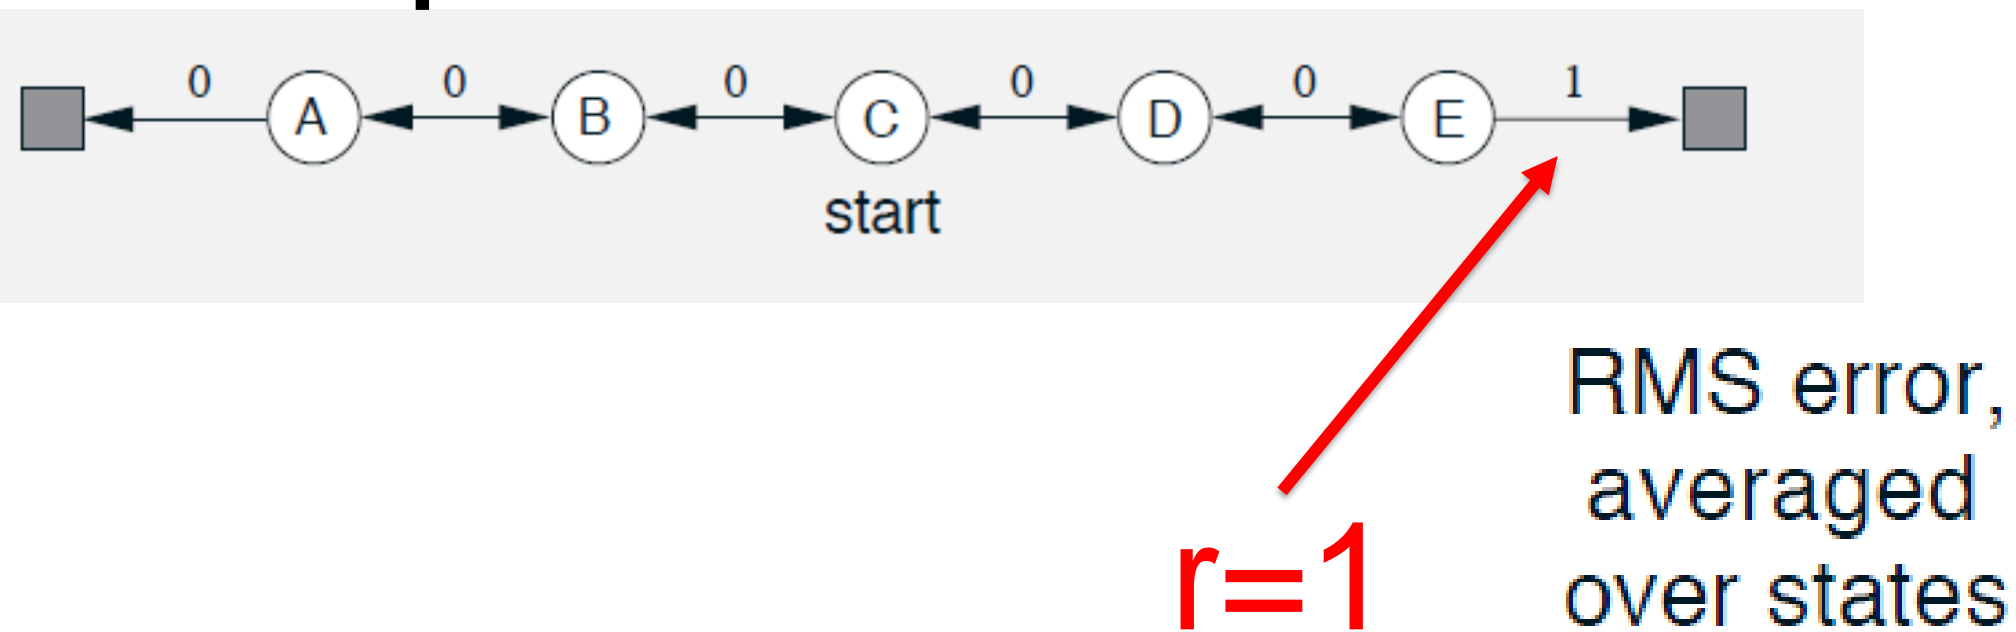 0 0 0 0 0 1
A B C D E
start
RMS error,
averaged
over states
r=1